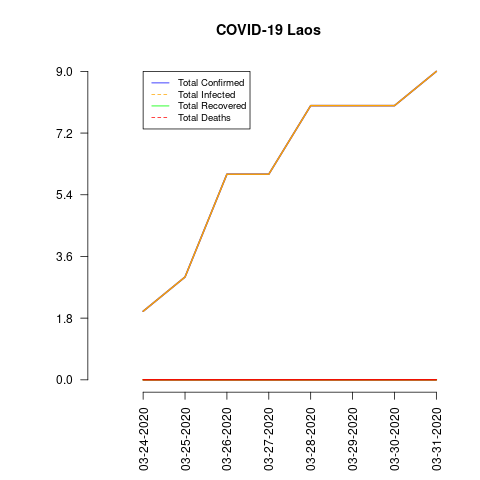 COVID-19 Laos
Total Confirmed
Total Infected
Total Recovered
Total Deaths
9.0
7.2
5.4
3.6
1.8
0.0
03-24-2020
03-25-2020
03-26-2020
03-27-2020
03-28-2020
03-29-2020
03-30-2020
03-31-2020